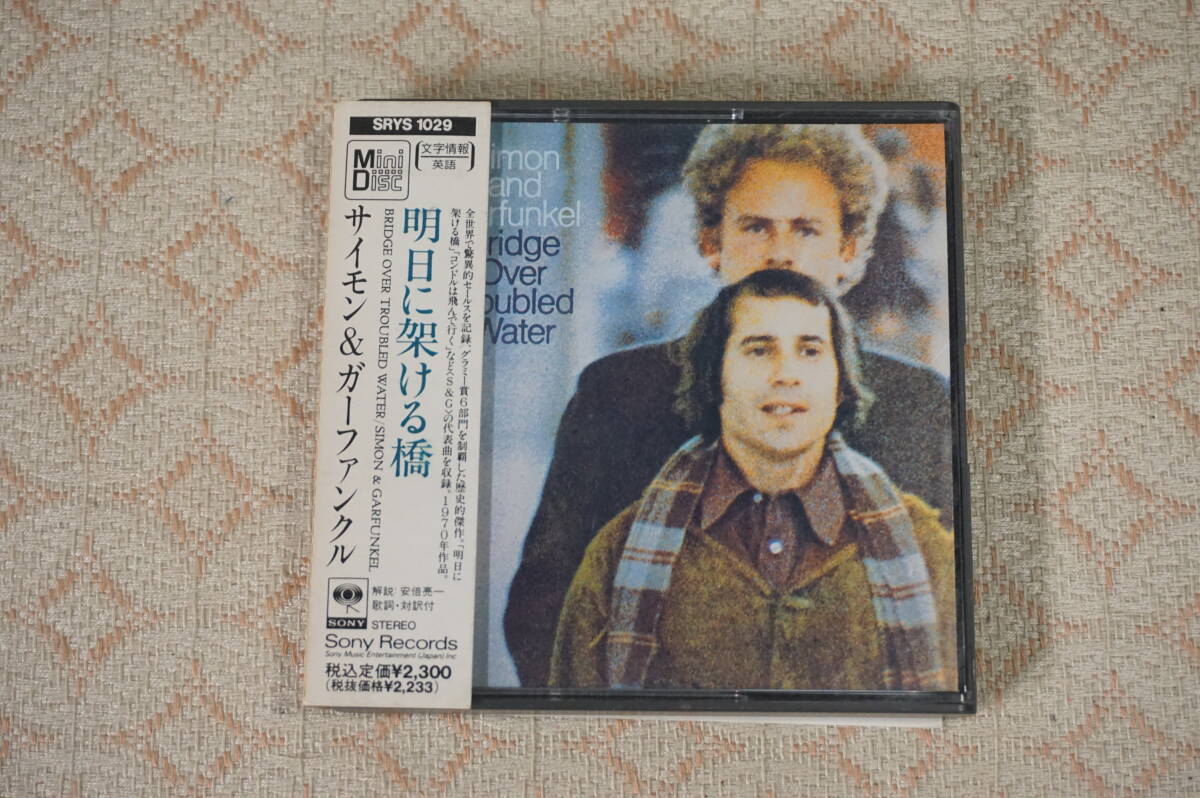 SRYS 1029
Mini Disc
文字情報
英語
全世界で驚異的セールスを記録、グラミー賞6部門を制覇した歴史的傑作。「明日に
架ける橋」「コンドルは飛んで行く」など〈S&G〉の代表曲を収録。1970年作品。
明日に架ける橋
BRIDGE OVER TROUBLED WATER/SIMON & GARFUNKEL
サイモン&ガーファンクル
SONY
解説:安倍亮一
歌詞・対訳付
STEREO
Sony Records
Sony Music Entertainment (Japan) Inc
税込定価¥2,300
(税抜価格¥2,233)
imon
and
rfunkel
ridge
Over
oubled
Water